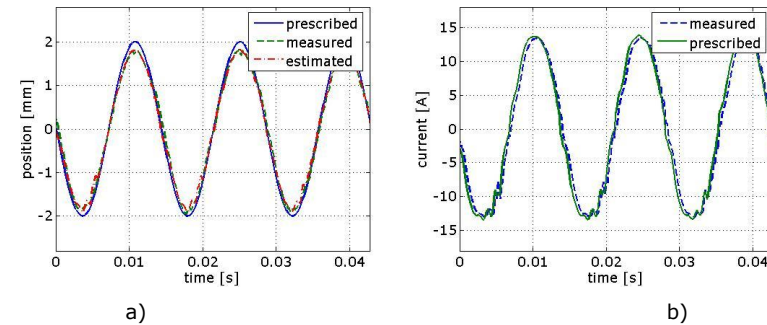 prescribed
measured
estimated
2
1
0
-1
-2
position [mm]
0
0.01
0.02
0.03
0.04
time [s]
a)
measured
prescribed
15
10
5
0
-5
-10
-15
current [A]
0
0.01
0.02
0.03
0.04
time [s]
b)